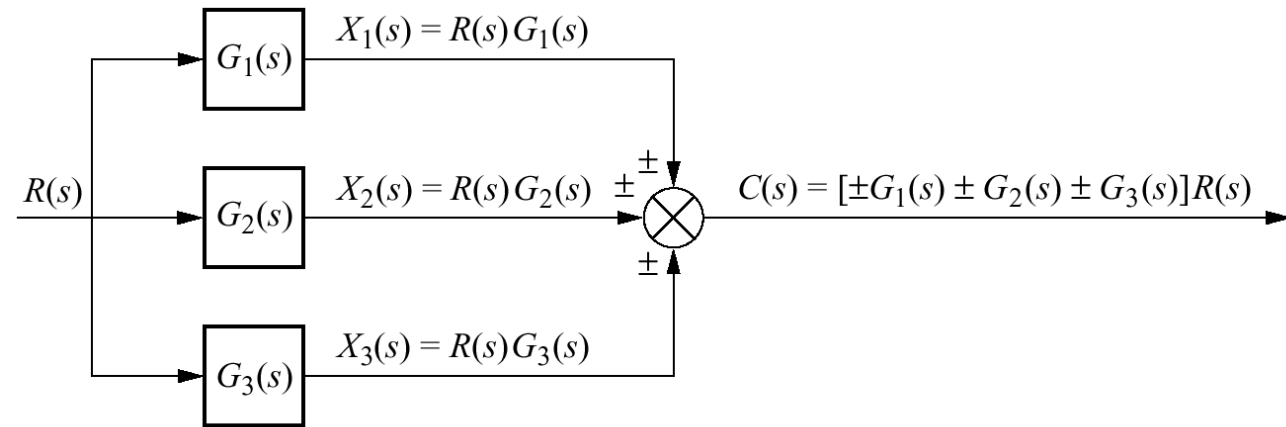 G₁(s)
X₁(s) = R(s)G₁(s)
±
R(s)
G₂(s)
X₂(s) = R(s)G₂(s)
±
C(s) = [±G₁(s) ± G₂(s) ± G₃(s)]R(s)
±
G₃(s)
X₃(s) = R(s)G₃(s)